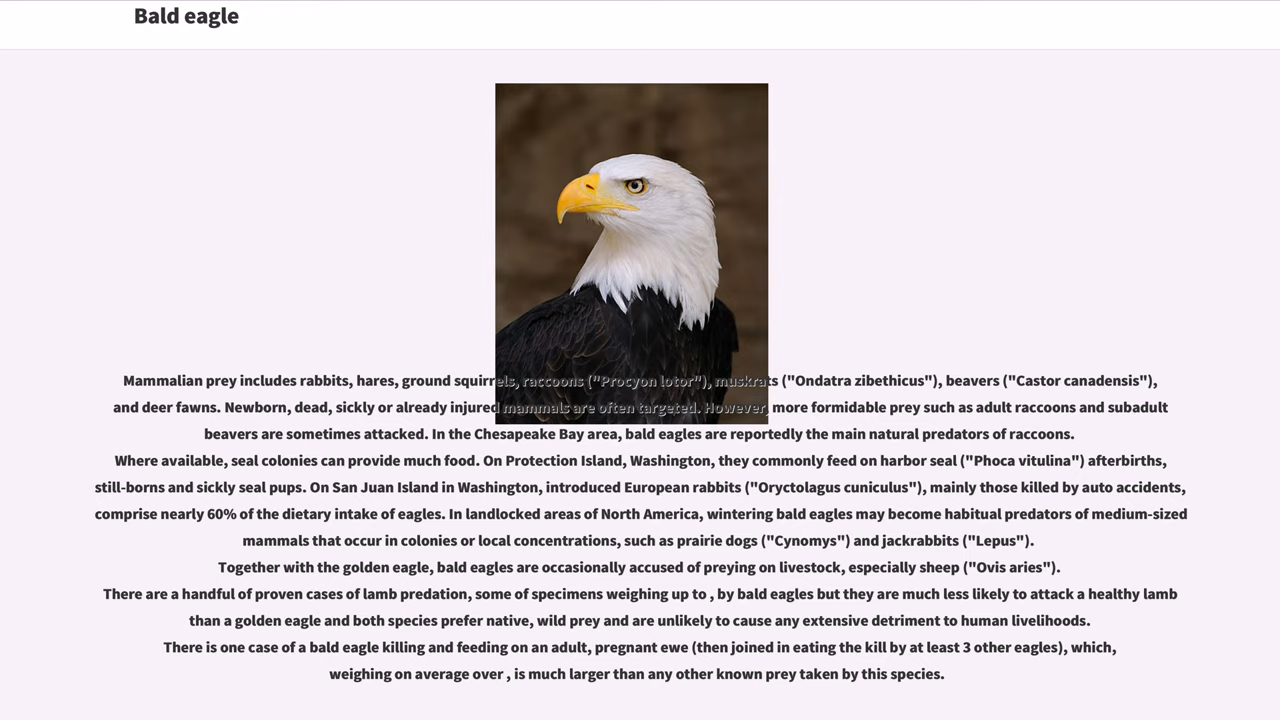 Bald eagle
Mammalian prey includes rabbits, hares, ground squirrels, raccoons ("Procyon lotor"), muskrats ("Ondatra zibethicus"), beavers ("Castor canadensis"),
and deer fawns. Newborn, dead, sickly or already injured mammals are often targeted. However, more formidable prey such as adult raccoons and subadult
beavers are sometimes attacked. In the Chesapeake Bay area, bald eagles are reportedly the main natural predators of raccoons.
Where available, seal colonies can provide much food. On Protection Island, Washington, they commonly feed on harbor seal ("Phoca vitulina") afterbirths,
still-borns and sickly seal pups. On San Juan Island in Washington, introduced European rabbits ("Oryctolagus cuniculus"), mainly those killed by auto accidents,
comprise nearly 60% of the dietary intake of eagles. In landlocked areas of North America, wintering bald eagles may become habitual predators of medium-sized
mammals that occur in colonies or local concentrations, such as prairie dogs ("Cynomys") and jackrabbits ("Lepus").
Together with the golden eagle, bald eagles are occasionally accused of preying on livestock, especially sheep ("Ovis aries").
There are a handful of proven cases of lamb predation, some of specimens weighing up to , by bald eagles but they are much less likely to attack a healthy lamb
than a golden eagle and both species prefer native, wild prey and are unlikely to cause any extensive detriment to human livelihoods.
There is one case of a bald eagle killing and feeding on an adult, pregnant ewe (then joined in eating the kill by at least 3 other eagles), which,
weighing on average over , is much larger than any other known prey taken by this species.